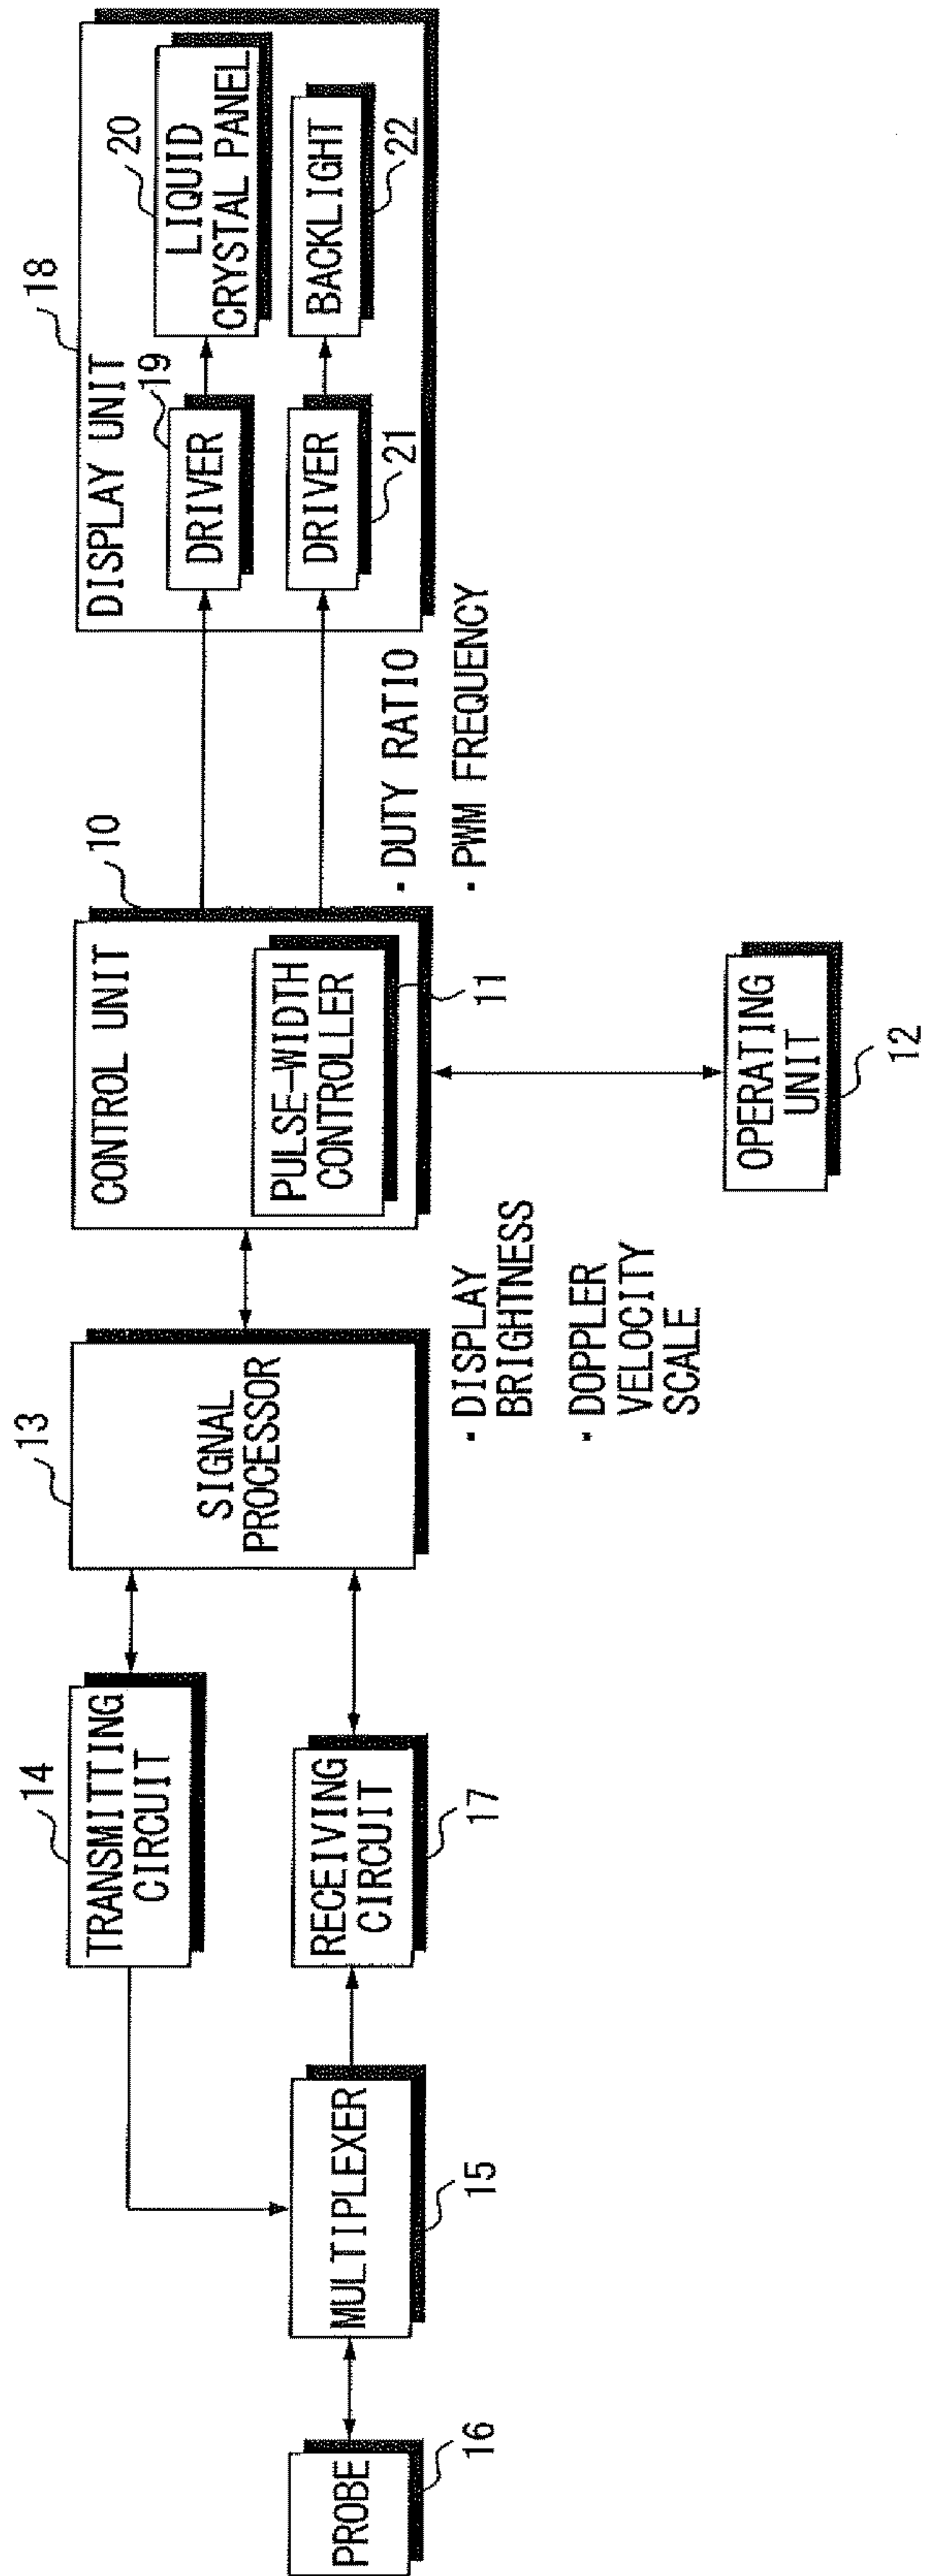 PROBE
16
MULTIPLEXER
15
TRANSMITTING
CIRCUIT
14
RECEIVING
CIRCUIT
17
SIGNAL
PROCESSOR
13
CONTROL UNIT
10
PULSE-WIDTH
CONTROLLER
11
· DISPLAY
BRIGHTNESS
· DOPPLER
VELOCITY
SCALE
OPERATING
UNIT
12
· DUTY RATIO
· PWM FREQUENCY
DISPLAY UNIT
18
DRIVER
19
LIQUID
CRYSTAL PANEL
20
DRIVER
21
BACKLIGHT
22